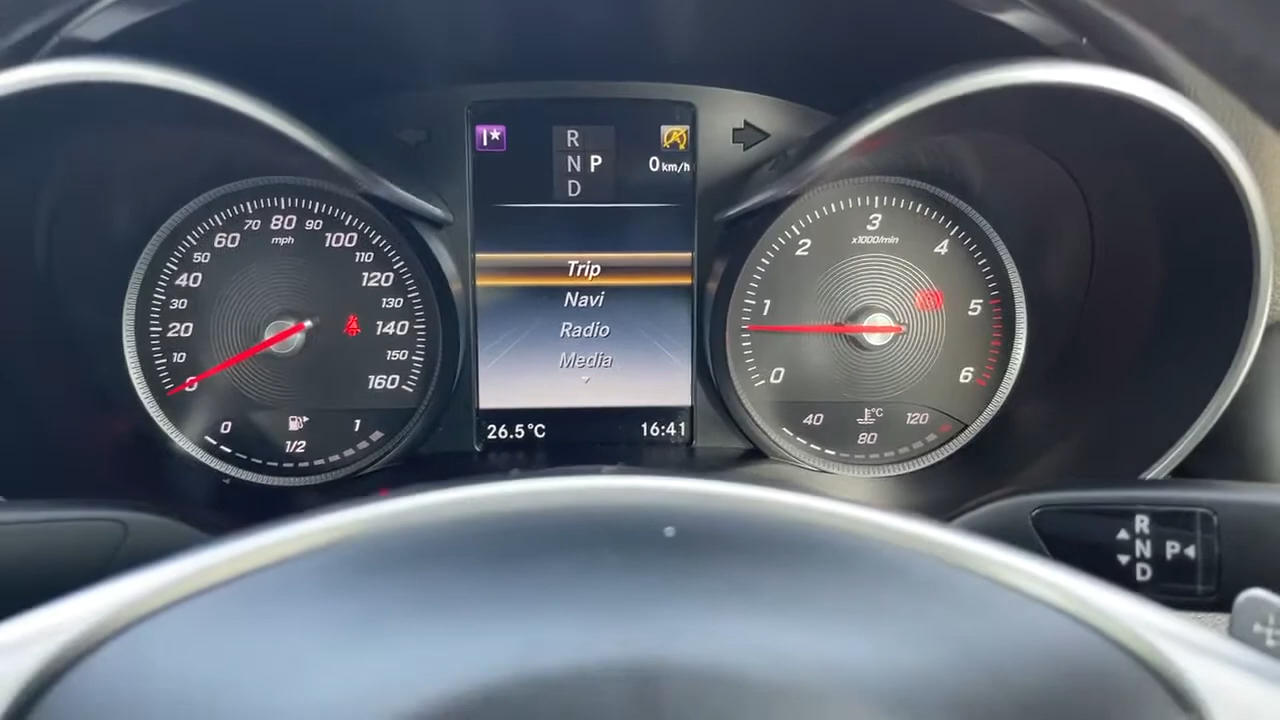 R
N P
D
0 km/h
Trip
Navi
Radio
Media
26.5°C 16:41
0
10
20
30
40
50
60
70
80
90
100
110
120
130
140
150
160
mph
0 1/2 1
0
1
2
3
4
5
6
x1000/min
40 80 120
°C
R
N P
D